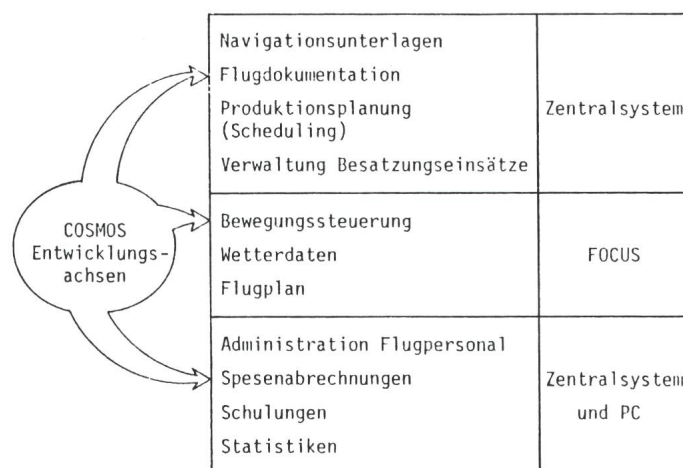 COSMOS
Entwicklungs-
achsen
Navigationsunterlagen
Flugdokumentation
Produktionsplanung
(Scheduling)
Verwaltung Besatzungseinsätze
Zentralsystem
Bewegungssteuerung
Wetterdaten
Flugplan
FOCUS
Administration Flugpersonal
Spesenabrechnungen
Schulungen
Statistiken
Zentralsystem
und PC